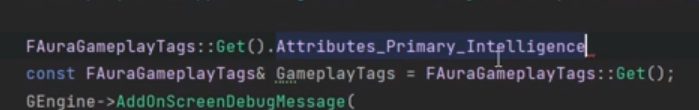 FAuraGameplayTags::Get().Attributes_Primary_Intelligence
const FAuraGameplayTags& GameplayTags = FAuraGameplayTags::Get();
GEngine->AddOnScreenDebugMessage(